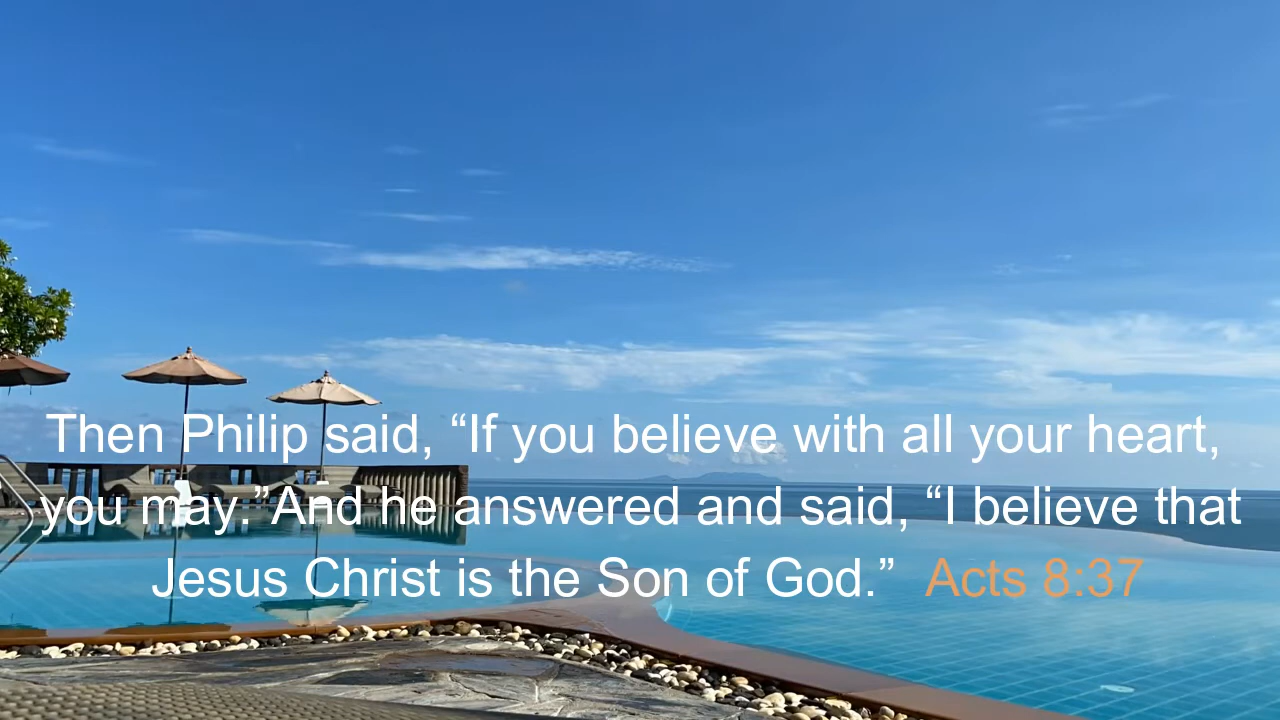 Then Philip said, “If you believe with all your heart,
you may.”And he answered and said, “I believe that
Jesus Christ is the Son of God.” Acts 8:37